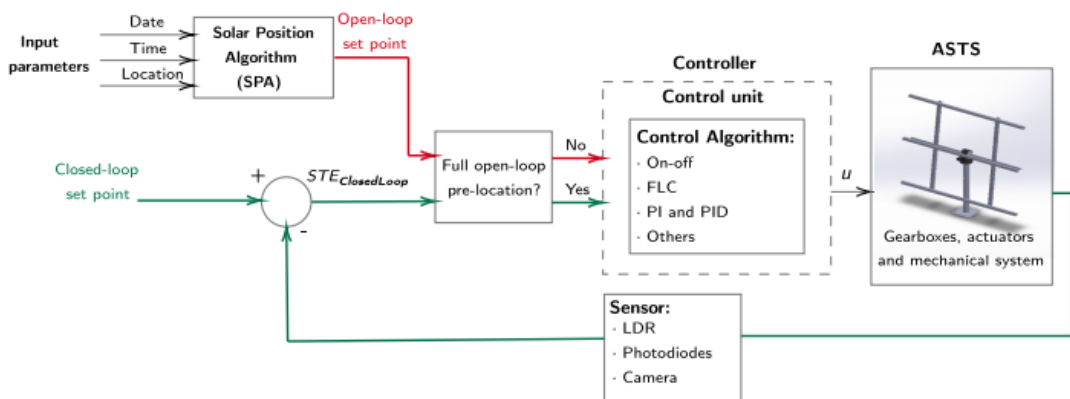 Input
parameters
Date
Time
Location
Solar Position
Algorithm
(SPA)
Open-loop
set point
Closed-loop
set point
+
-
STE_ClosedLoop
Full open-loop
pre-location?
No
Yes
Controller
Control unit
Control Algorithm:
· On-off
· FLC
· PI and PID
· Others
u
ASTS
Gearboxes, actuators
and mechanical system
Sensor:
· LDR
· Photodiodes
· Camera